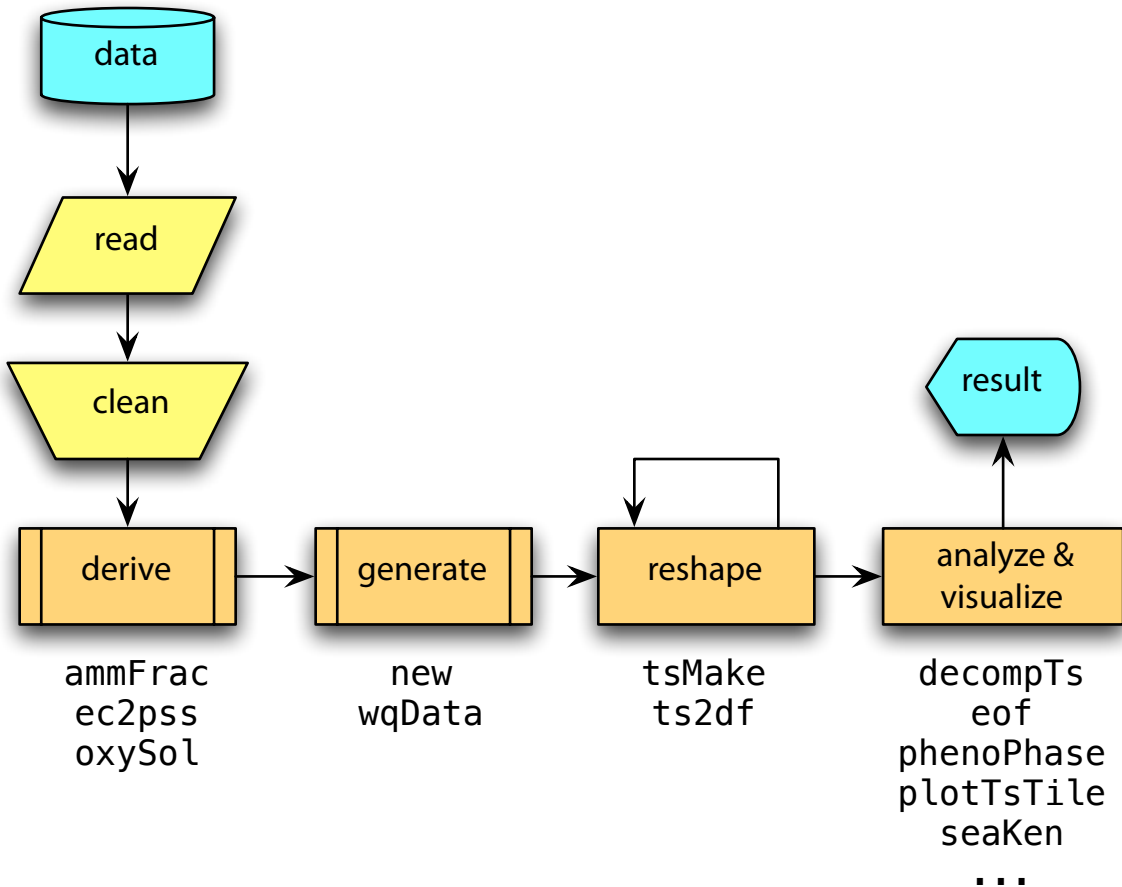 data
read
clean
result
derive
generate
reshape
analyze &
visualize
ammFrac
ec2pss
oxySol
new
wqData
tsMake
ts2df
decompTs
eof
phenoPhase
plotTsTile
seaKen
...